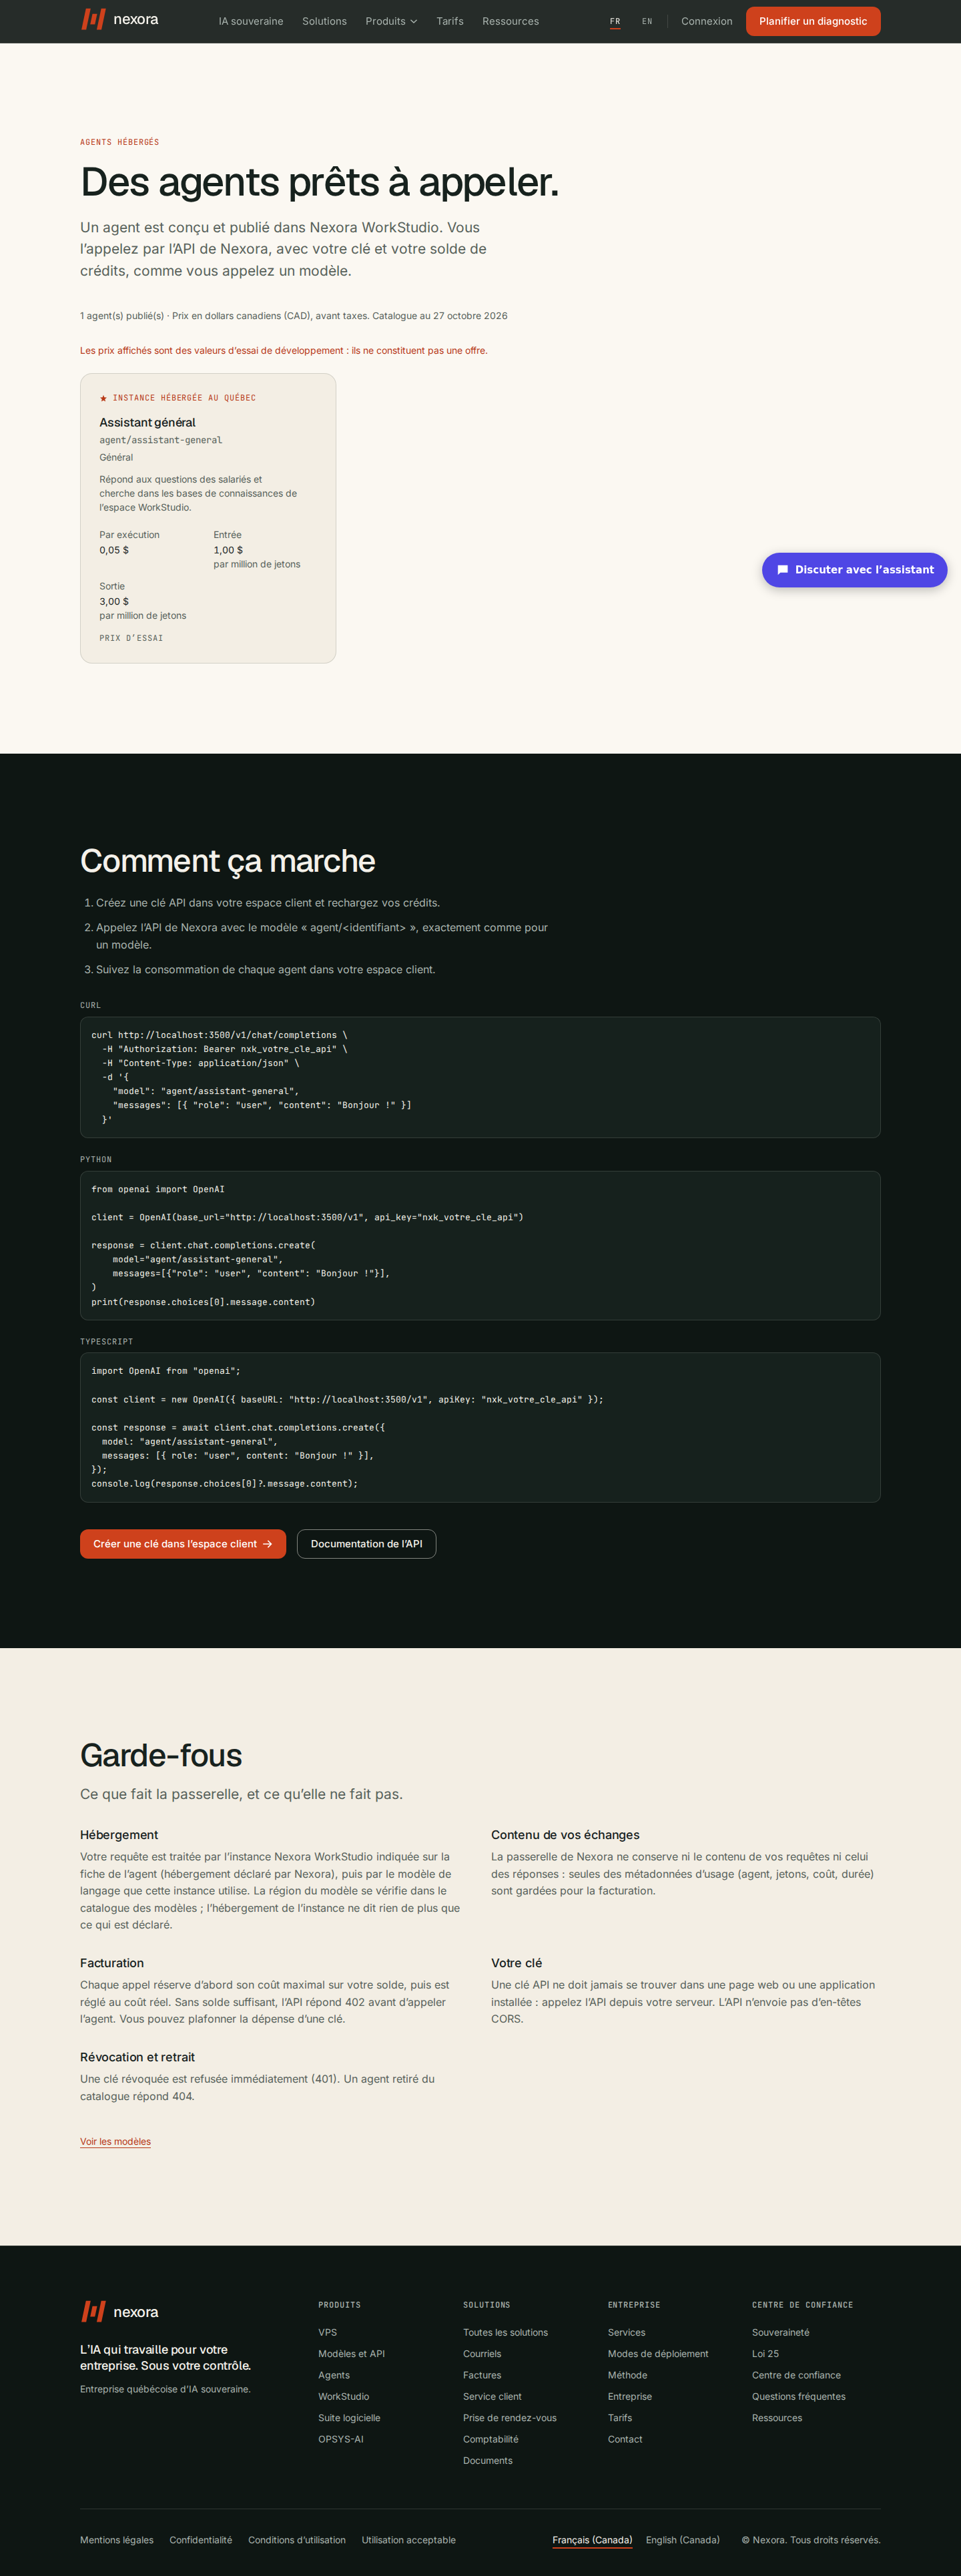 nexora
IA souveraine
Solutions
Produits
Tarifs
Ressources
FR
EN
Connexion
Planifier un diagnostic
AGENTS HÉBERGÉS
Des agents prêts à appeler.
Un agent est conçu et publié dans Nexora WorkStudio. Vous
l’appelez par l’API de Nexora, avec votre clé et votre solde de
crédits, comme vous appelez un modèle.
1 agent(s) publié(s) · Prix en dollars canadiens (CAD), avant taxes. Catalogue au 27 octobre 2026
Les prix affichés sont des valeurs d’essai de développement : ils ne constituent pas une offre.
INSTANCE HÉBERGÉE AU QUÉBEC
Assistant général
agent/assistant-general
Général
Répond aux questions des salariés et
cherche dans les bases de connaissances de
l’espace WorkStudio.
Par exécution
0,05 $
Entrée
1,00 $
par million de jetons
Sortie
3,00 $
par million de jetons
PRIX D’ESSAI
Discuter avec l’assistant
Comment ça marche
1. Créez une clé API dans votre espace client et rechargez vos crédits.
2. Appelez l’API de Nexora avec le modèle « agent/<identifiant> », exactement comme pour
un modèle.
3. Suivez la consommation de chaque agent dans votre espace client.
CURL
curl http://localhost:3500/v1/chat/completions \
  -H "Authorization: Bearer nxk_votre_cle_api" \
  -H "Content-Type: application/json" \
  -d '{
    "model": "agent/assistant-general",
    "messages": [{ "role": "user", "content": "Bonjour !" }]
  }'
PYTHON
from openai import OpenAI
client = OpenAI(base_url="http://localhost:3500/v1", api_key="nxk_votre_cle_api")
response = client.chat.completions.create(
    model="agent/assistant-general",
    messages=[{"role": "user", "content": "Bonjour !"}],
)
print(response.choices[0].message.content)
TYPESCRIPT
import OpenAI from "openai";
const client = new OpenAI({ baseURL: "http://localhost:3500/v1", apiKey: "nxk_votre_cle_api" });
const response = await client.chat.completions.create({
  model: "agent/assistant-general",
  messages: [{ role: "user", content: "Bonjour !" }],
});
console.log(response.choices[0]?.message.content);
Créer une clé dans l’espace client →
Documentation de l’API
Garde-fous
Ce que fait la passerelle, et ce qu’elle ne fait pas.
Hébergement
Votre requête est traitée par l’instance Nexora WorkStudio indiquée sur la
fiche de l’agent (hébergement déclaré par Nexora), puis par le modèle de
langage que cette instance utilise. La région du modèle se vérifie dans le
catalogue des modèles ; l’hébergement de l’instance ne dit rien de plus que
ce qui est déclaré.
Contenu de vos échanges
La passerelle de Nexora ne conserve ni le contenu de vos requêtes ni celui
des réponses : seules des métadonnées d’usage (agent, jetons, coût, durée)
sont gardées pour la facturation.
Facturation
Chaque appel réserve d’abord son coût maximal sur votre solde, puis est
réglé au coût réel. Sans solde suffisant, l’API répond 402 avant d’appeler
l’agent. Vous pouvez plafonner la dépense d’une clé.
Votre clé
Une clé API ne doit jamais se trouver dans une page web ou une application
installée : appelez l’API depuis votre serveur. L’API n’envoie pas d’en-têtes
CORS.
Révocation et retrait
Une clé révoquée est refusée immédiatement (401). Un agent retiré du
catalogue répond 404.
Voir les modèles
nexora
L’IA qui travaille pour votre
entreprise. Sous votre contrôle.
Entreprise québécoise d’IA souveraine.
PRODUITS
VPS
Modèles et API
Agents
WorkStudio
Suite logicielle
OPSYS-AI
SOLUTIONS
Toutes les solutions
Courriels
Factures
Service client
Prise de rendez-vous
Comptabilité
Documents
ENTREPRISE
Services
Modes de déploiement
Méthode
Entreprise
Tarifs
Contact
CENTRE DE CONFIANCE
Souveraineté
Loi 25
Centre de confiance
Questions fréquentes
Ressources
Mentions légales
Confidentialité
Conditions d’utilisation
Utilisation acceptable
Français (Canada)
English (Canada)
© Nexora. Tous droits réservés.